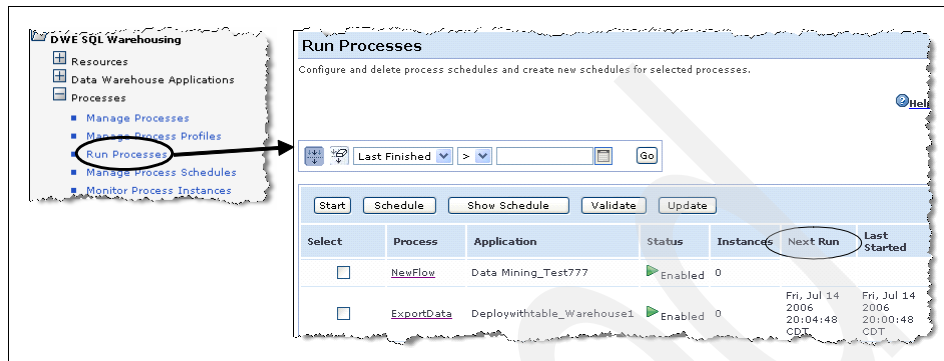 DWE SQL Warehousing
Resources
Data Warehouse Applications
Processes
Manage Processes
Manage Process Profiles
Run Processes
Manage Process Schedules
Monitor Process Instances
Run Processes
Configure and delete process schedules and create new schedules for selected processes.
Help
Last Finished > Go
Start Schedule Show Schedule Validate Update
Select Process Application Status Instances Next Run Last Started
NewFlow Data Mining_Test777 Enabled 0
ExportData Deploywithtable_Warehouse1 Enabled 0 Fri, Jul 14 2006 20:04:48 CDT Fri, Jul 14 2006 20:00:48 CDT